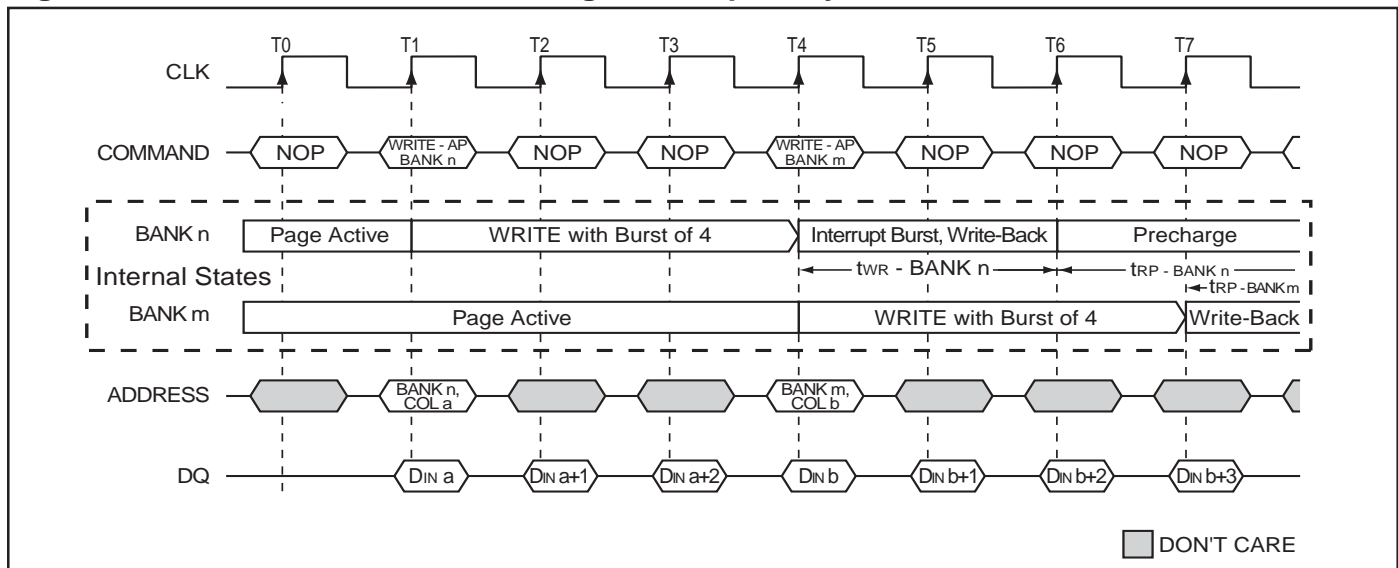 T0 T1 T2 T3 T4 T5 T6 T7
CLK
COMMAND NOP WRITE - AP BANK n NOP NOP WRITE - AP BANK m NOP NOP NOP
BANK n Page Active WRITE with Burst of 4 Interrupt Burst, Write-Back Precharge
tWR - BANK n tRP - BANK n
Internal States
tRP - BANK m
BANK m Page Active WRITE with Burst of 4 Write-Back
ADDRESS BANK n, COL a BANK m, COL b
DQ DIN a DIN a+1 DIN a+2 DIN b DIN b+1 DIN b+2 DIN b+3
DON'T CARE